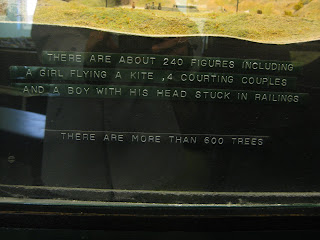 THERE ARE ABOUT 240 FIGURES INCLUDING
A GIRL FLYING A KITE ,4 COURTING COUPLES
AND A BOY WITH HIS HEAD STUCK IN RAILINGS
THERE ARE MORE THAN 600 TREES